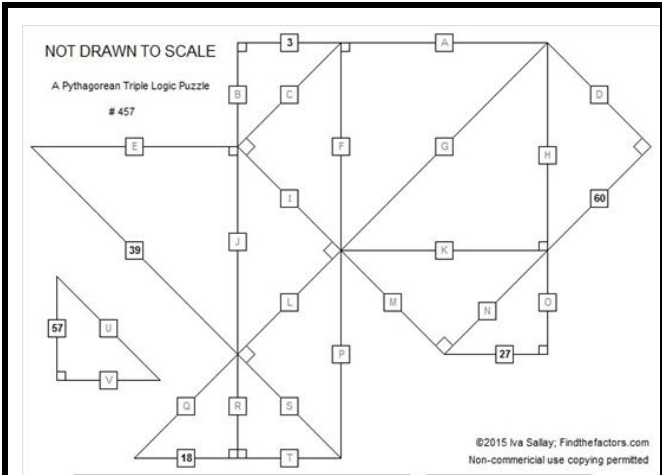 3
A
NOT DRAWN TO SCALE
A Pythagorean Triple Logic Puzzle
B
C
D
# 457
E
F
G
H
I
60
39
J
K
L
M
N
O
57
U
P
27
V
Q
R
S
18
T
©2015 Iva Sallay; Findthefactors.com
Non-commericial use copying permitted